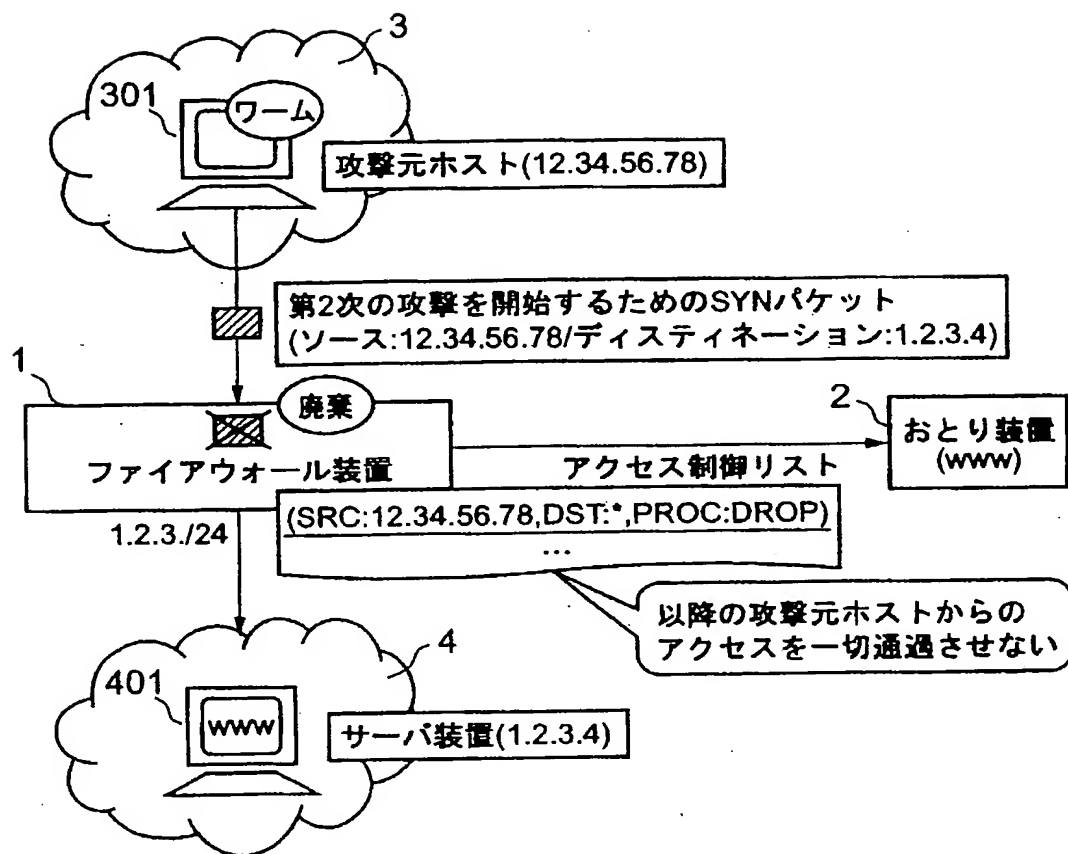 3
301
ワーム
攻撃元ホスト(12.34.56.78)
第2次の攻撃を開始するためのSYNパケット
(ソース:12.34.56.78/ディスティネーション:1.2.3.4)
1
廃棄
2
おとり装置
(WWW)
ファイアウォール装置
アクセス制御リスト
(SRC:12.34.56.78,DST:*,PROC:DROP)
…
1.2.3./24
以降の攻撃元ホストからの
アクセスを一切通過させない
4
401
WWW
サーバ装置(1.2.3.4)